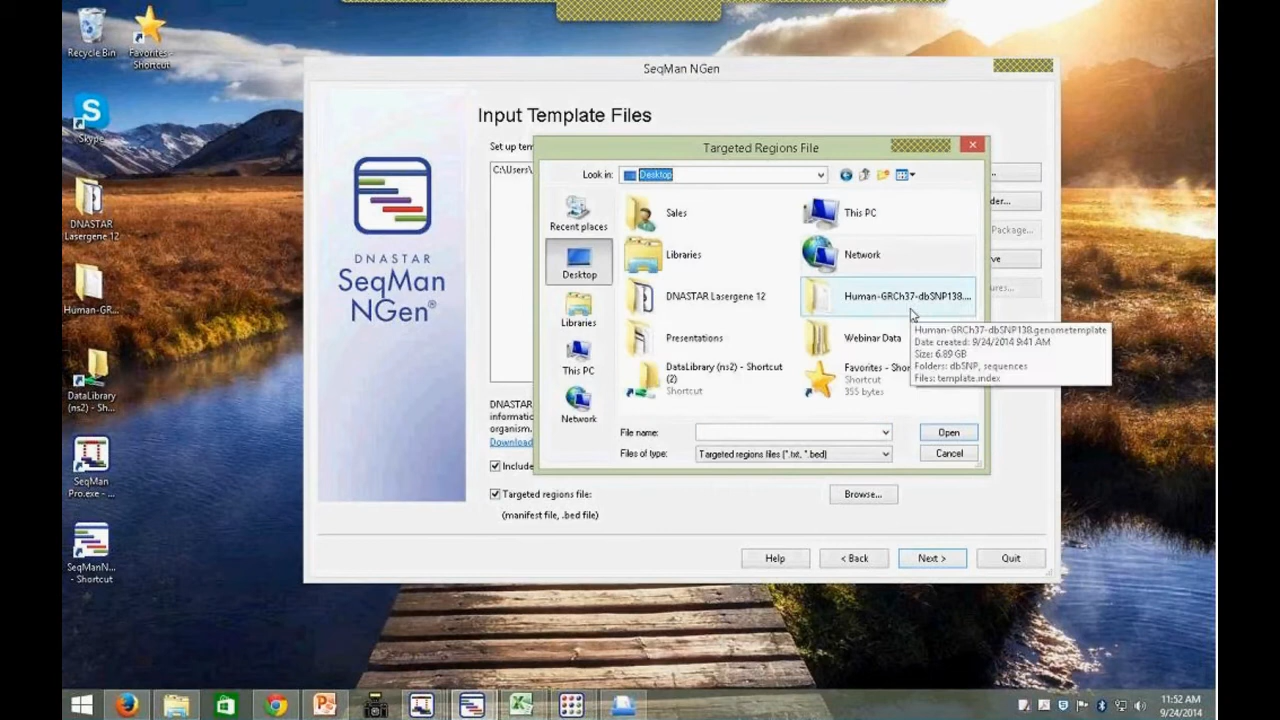 Recycle Bin
Favorites -
Shortcut
Skype
DNASTAR
Lasergene 12
Human-GR...
DataLibrary
(ns2) - Sh...
SeqMan
Pro.exe - ...
SeqManN...
- Shortcut
SeqMan NGen
DNASTAR
SeqMan
NGen®
Input Template Files
Set up tem
C:\Users\
Targeted Regions File
Look in:
Desktop
Recent places
Desktop
Libraries
This PC
Network
Sales
This PC
Libraries
Network
DNASTAR Lasergene 12
Human-GRCh37-dbSNP138....
Presentations
Webinar Data
DataLibrary (ns2) - Shortcut
(2)
Shortcut
Favorites - Shor
Shortcut
355 bytes
Human-GRCh37-dbSNP138.genometemplate
Date created: 9/24/2014 9:41 AM
Size: 6.89 GB
Folders: dbSNP, sequences
Files: template.index
File name:
Open
Files of type:
Targeted regions files (*.txt, *.bed)
Cancel
der...
Package...
ve
ures...
DNASTAR
informatio
organism.
Download
Include
Targeted regions file:
Browse...
(manifest file, .bed file)
Help
< Back
Next >
Quit
11:52 AM
9/24/2014